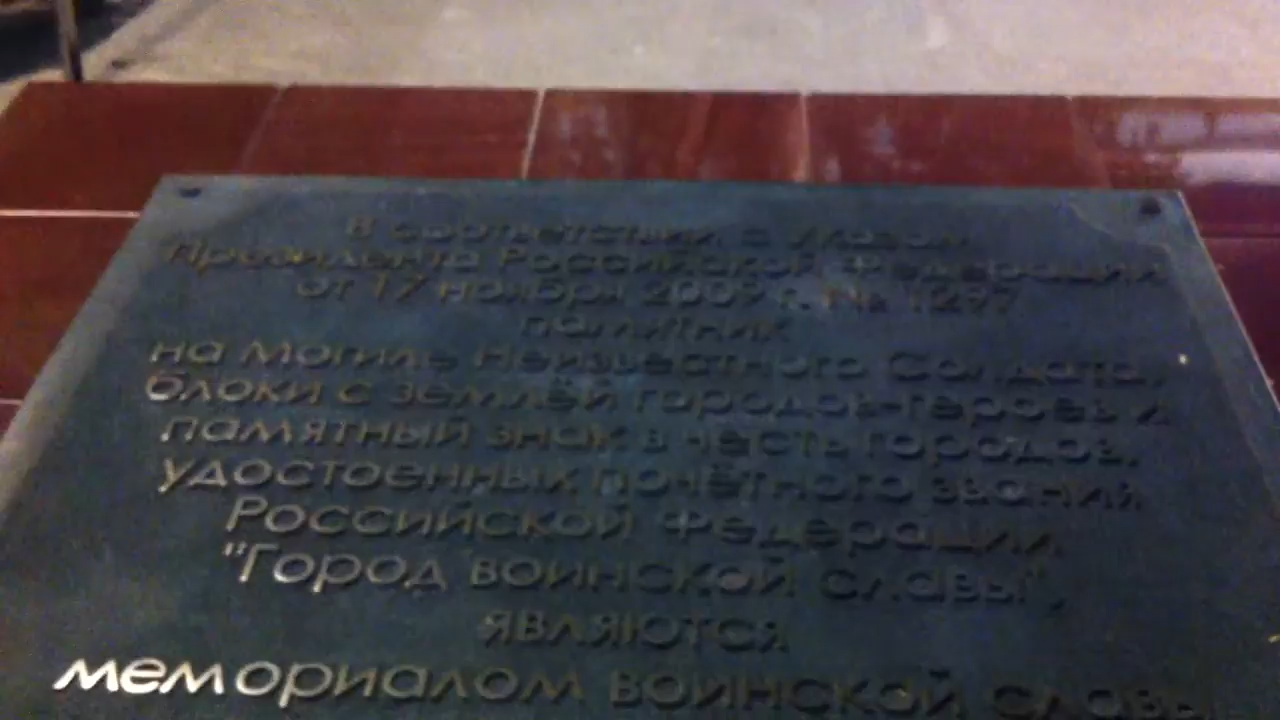 В соответствии с Указом
Президента Российской Федерации
от 17 ноября 2009 г. № 1297
памятник
на Могиле Неизвестного Солдата,
блоки с землёй городов-героев и
памятный знак в честь городов,
удостоенных почётного звания
Российской Федерации
"Город воинской славы",
являются
мемориалом воинской славы